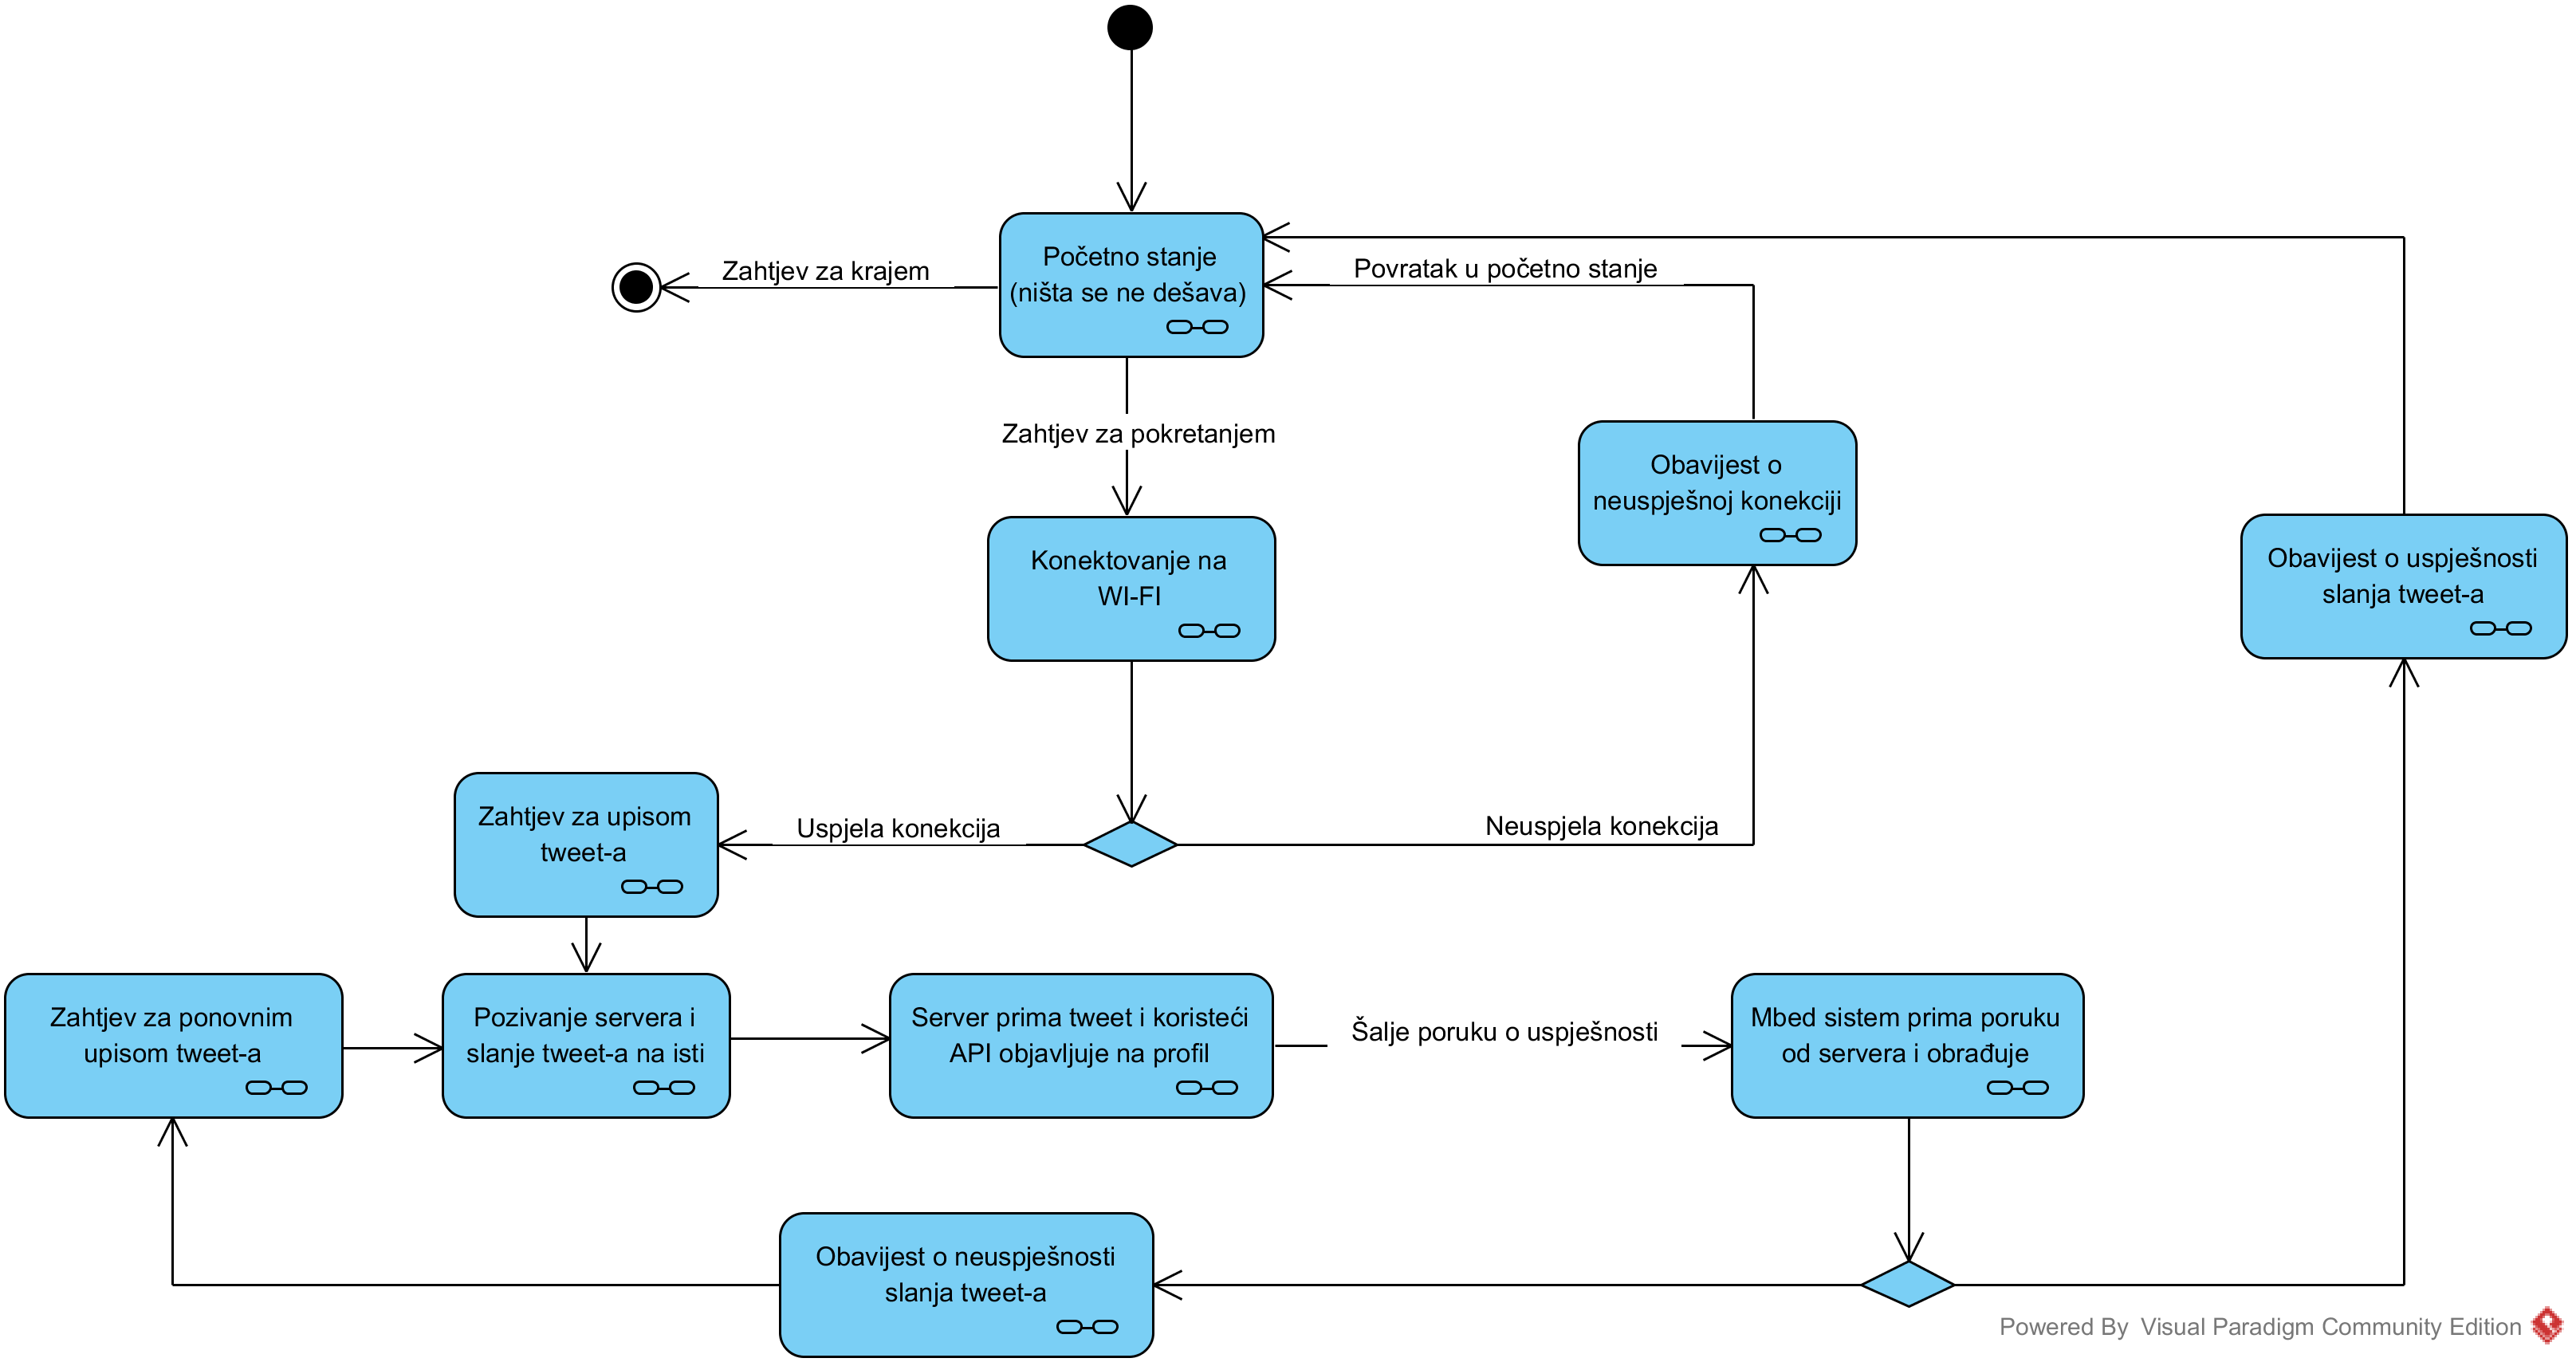 Početno stanje
(ništa se ne dešava)
Zahtjev za krajem
Povratak u početno stanje
Zahtjev za pokretanjem
Obavijest o
neuspješnoj konekciji
Konektovanje na
WI-FI
Obavijest o uspješnosti
slanja tweet-a
Zahtjev za upisom
tweet-a
Uspjela konekcija
Neuspjela konekcija
Zahtjev za ponovnim
upisom tweet-a
Pozivanje servera i
slanje tweet-a na isti
Server prima tweet i koristeći
API objavljuje na profil
Šalje poruku o uspješnosti
Mbed sistem prima poruku
od servera i obrađuje
Obavijest o neuspješnosti
slanja tweet-a
Powered By Visual Paradigm Community Edition